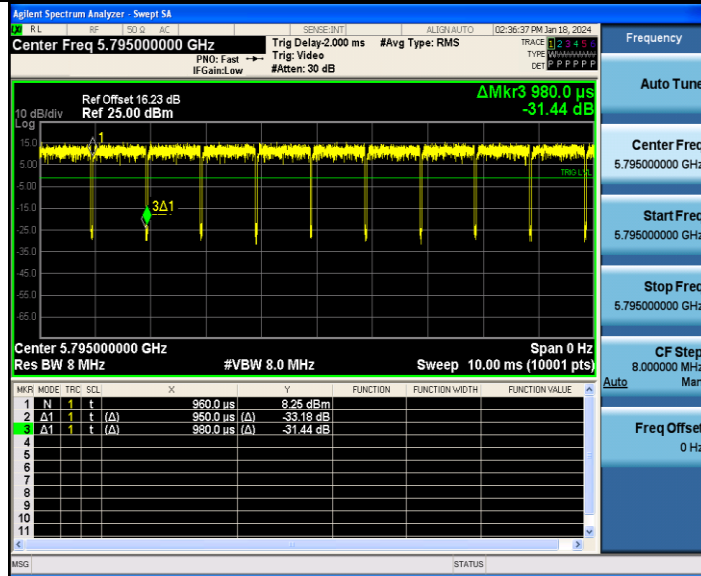 Agilent Spectrum Analyzer - Swept SA
RL RF 50 Ω AC SENSE:INT ALIGNAUTO 02:36:37 PM Jan 18, 2024
Center Freq 5.795000000 GHz
PNO: Fast
IFGain:Low
Trig Delay-2.000 ms
Trig: Video
#Atten: 30 dB
#Avg Type: RMS
TRACE 1 2 3 4 5 6
TYPE WWWWWW
DET P P P P P P
ΔMkr3 980.0 µs
-31.44 dB
Ref Offset 16.23 dB
10 dB/div Ref 25.00 dBm
Log
15.0
5.00
-5.00
-15.0
-25.0
-35.0
-45.0
-55.0
-65.0
1
3Δ1
TRIG LVL
Center 5.795000000 GHz Span 0 Hz
Res BW 8 MHz #VBW 8.0 MHz Sweep 10.00 ms (10001 pts)
MKR MODE TRC SCL X Y FUNCTION FUNCTION WIDTH FUNCTION VALUE
1 N 1 t 960.0 µs 8.25 dBm
2 Δ1 1 t (Δ) 950.0 µs (Δ) -33.18 dB
3 Δ1 1 t (Δ) 980.0 µs (Δ) -31.44 dB
4
5
6
7
8
9
10
11
MSG STATUS
Frequency
Auto Tune
Center Freq
5.795000000 GHz
Start Freq
5.795000000 GHz
Stop Freq
5.795000000 GHz
CF Step
8.000000 MHz
Auto Man
Freq Offset
0 Hz